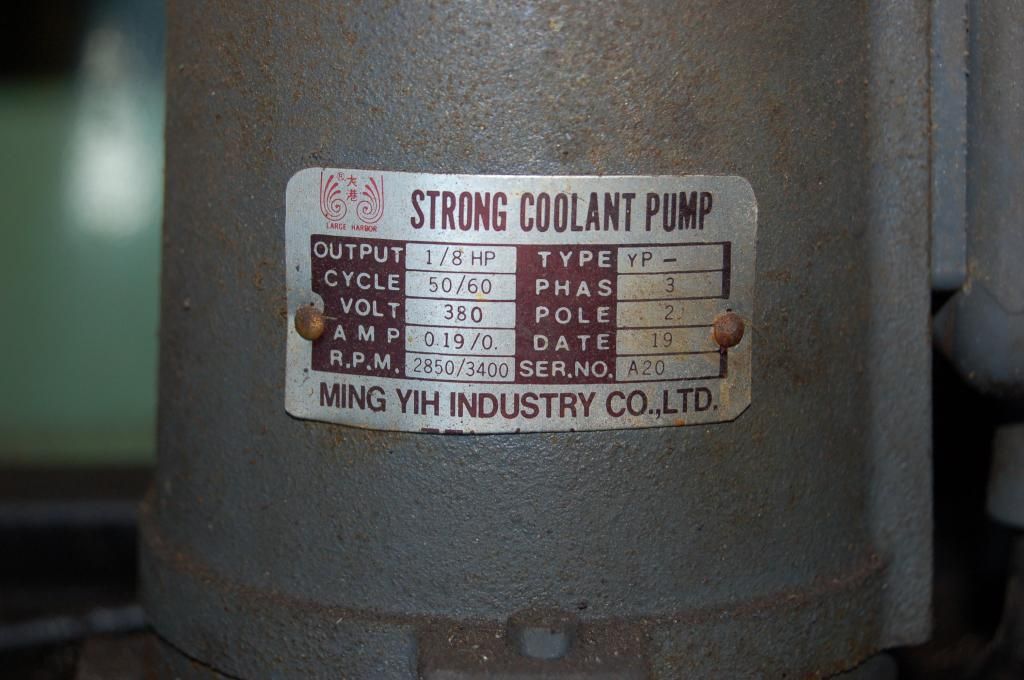 ® 大港
LARGE HARBOR
STRONG COOLANT PUMP
OUTPUT 1/8 HP TYPE YP -
CYCLE 50/60 PHAS 3
VOLT 380 POLE 2
AMP 0.19/0. DATE 19
R.P.M. 2850/3400 SER.NO. A20
MING YIH INDUSTRY CO.,LTD.